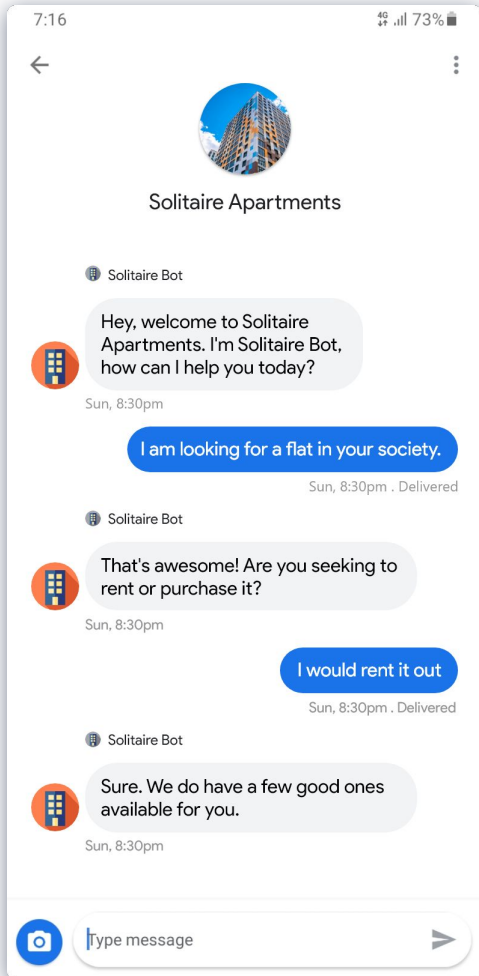 7:16 4G 73%
Solitaire Apartments
Solitaire Bot
Hey, welcome to Solitaire
Apartments. I'm Solitaire Bot,
how can I help you today?
Sun, 8:30pm
I am looking for a flat in your society.
Sun, 8:30pm . Delivered
Solitaire Bot
That's awesome! Are you seeking to
rent or purchase it?
Sun, 8:30pm
I would rent it out
Sun, 8:30pm . Delivered
Solitaire Bot
Sure. We do have a few good ones
available for you.
Sun, 8:30pm
Type message